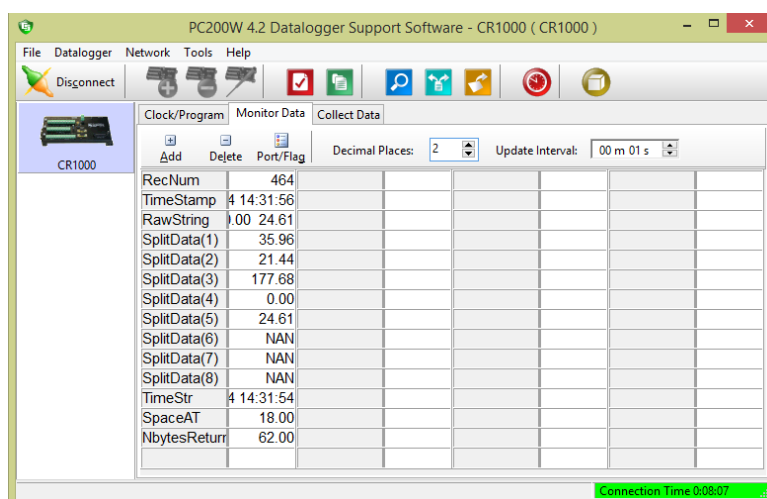 PC200W 4.2 Datalogger Support Software - CR1000 ( CR1000 )
File Datalogger Network Tools Help
Disconnect
Clock/Program Monitor Data Collect Data
Add Delete Port/Flag Decimal Places: 2 Update Interval: 00 m 01 s
CR1000
RecNum 464
TimeStamp 4 14:31:56
RawString 0.00 24.61
SplitData(1) 35.96
SplitData(2) 21.44
SplitData(3) 177.68
SplitData(4) 0.00
SplitData(5) 24.61
SplitData(6) NAN
SplitData(7) NAN
SplitData(8) NAN
TimeStr 4 14:31:54
SpaceAT 18.00
NbytesReturr 62.00
Connection Time 0:08:07